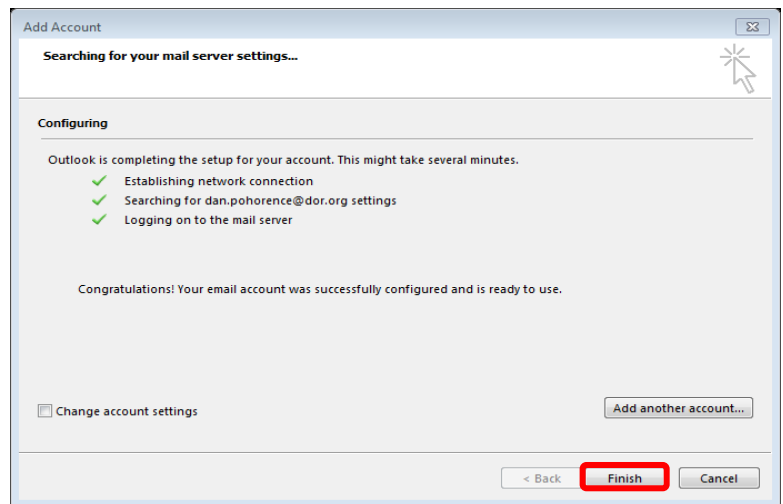 Add Account
Searching for your mail server settings...
Configuring
Outlook is completing the setup for your account. This might take several minutes.
Establishing network connection
Searching for dan.pohorence@dor.org settings
Logging on to the mail server
Congratulations! Your email account was successfully configured and is ready to use.
Change account settings
Add another account...
< Back
Finish
Cancel